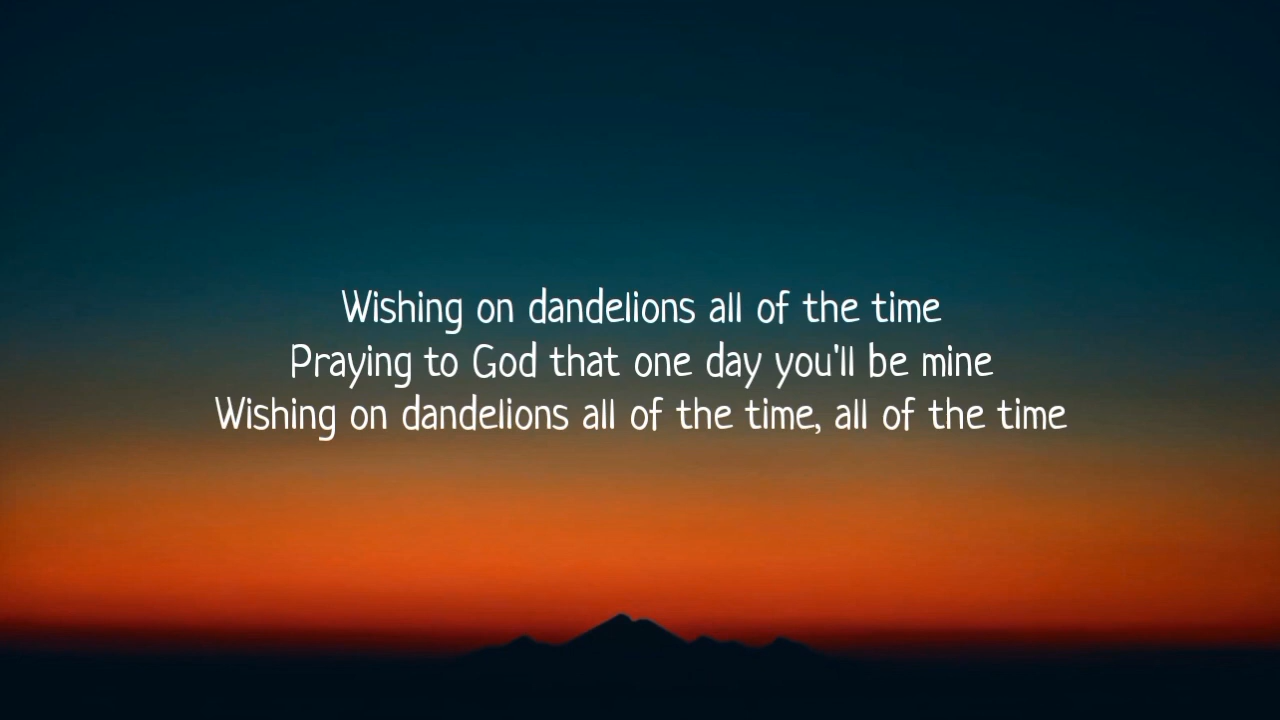 Wishing on dandelions all of the time
Praying to God that one day you'll be mine
Wishing on dandelions all of the time, all of the time